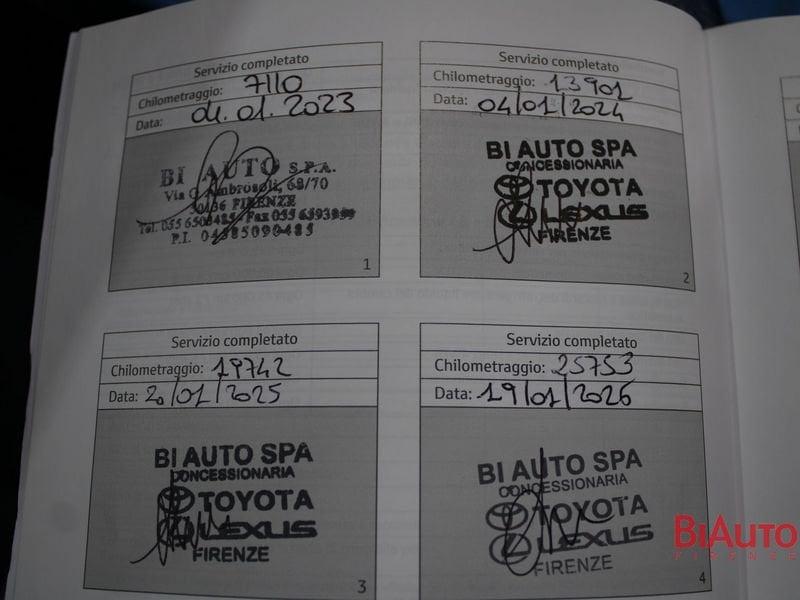 Servizio completato
Chilometraggio: 7110
Data: 04.01.2023
BI AUTO S.P.A.
Via G. Ambrosoli, 68/70
50136 FIRENZE
Tel. 055 Fax 055
P.I. 04385090485
1
Servizio completato
Chilometraggio: 13901
Data: 04/01/2024
BI AUTO SPA
CONCESSIONARIA
TOYOTA
LEXUS
FIRENZE
2
Servizio completato
Chilometraggio: 19742
Data: 20/01/2025
BI AUTO SPA
CONCESSIONARIA
TOYOTA
LEXUS
FIRENZE
3
Servizio completato
Chilometraggio: 25753
Data: 19/01/2026
BI AUTO SPA
CONCESSIONARIA
TOYOTA
LEXUS
FIRENZE
4
BIAUTO
FIRENZE